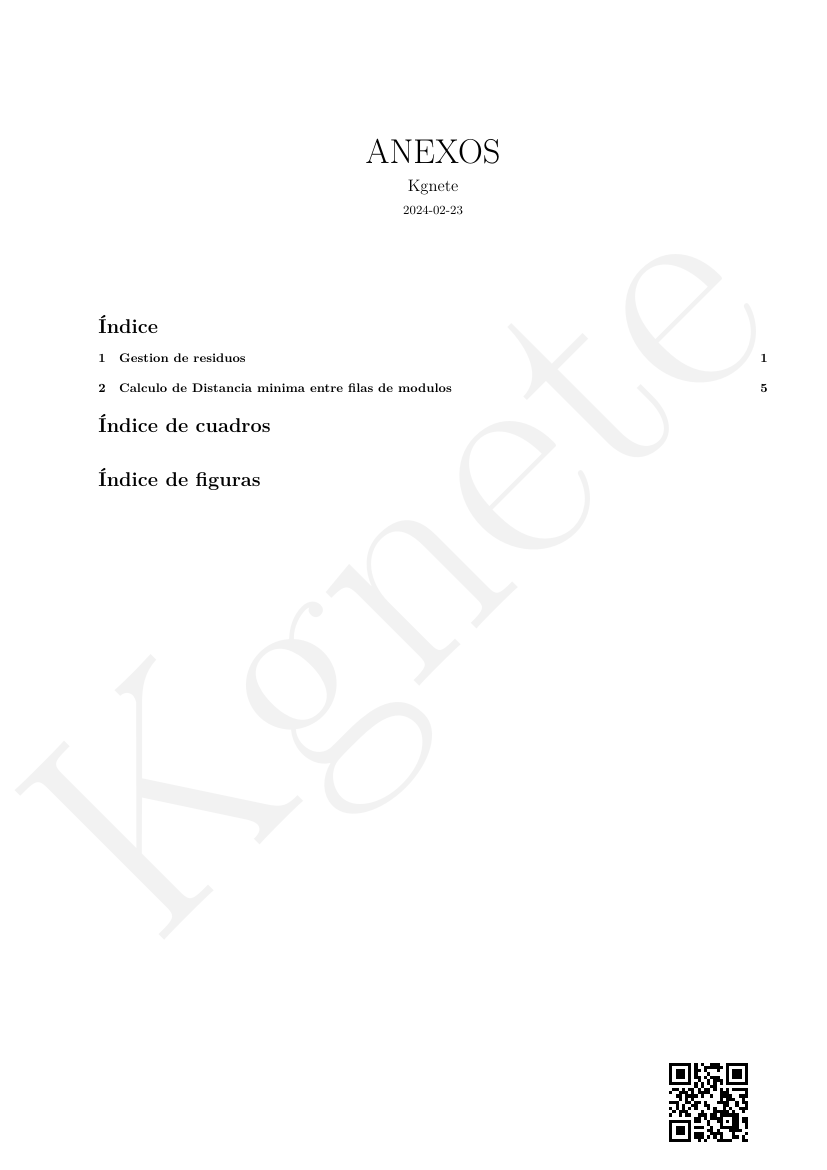 ANEXOS
Kgnete
2024-02-23
Índice
1 Gestion de residuos 1
2 Calculo de Distancia minima entre filas de modulos 5
Índice de cuadros
Índice de figuras
Kgnete